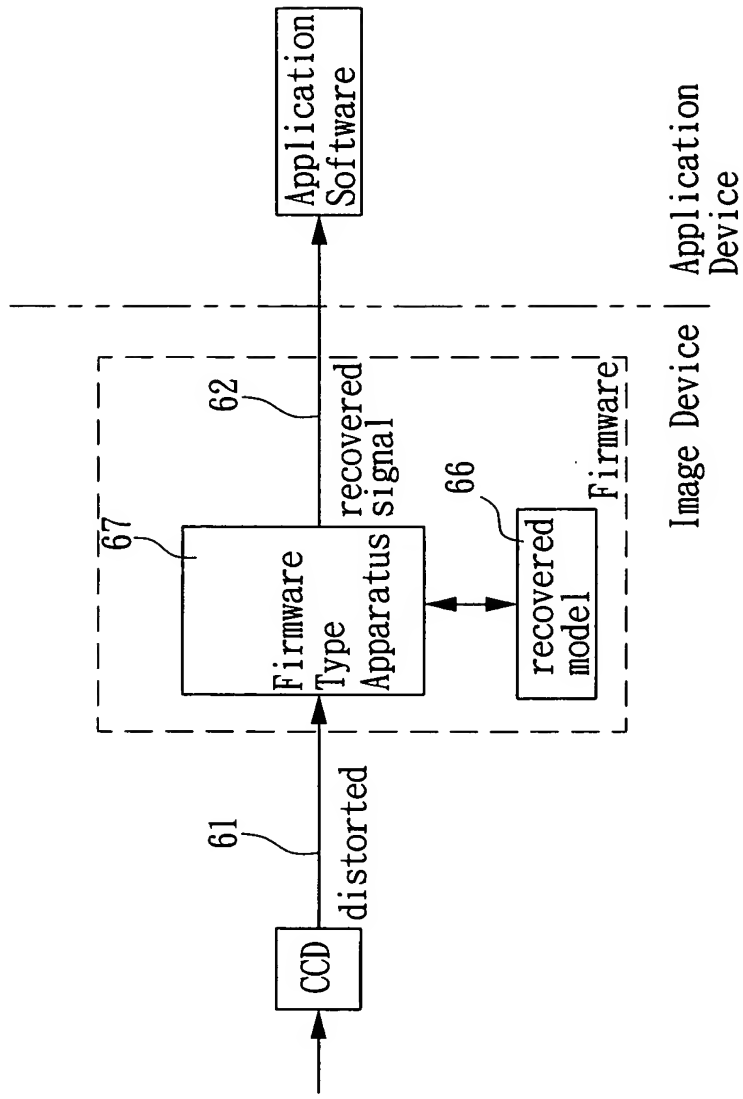 CCD
61
distorted
67
Firmware
Type
Apparatus
66
recovered
model
Firmware
62
recovered
signal
Image Device
Application
Software
Application
Device